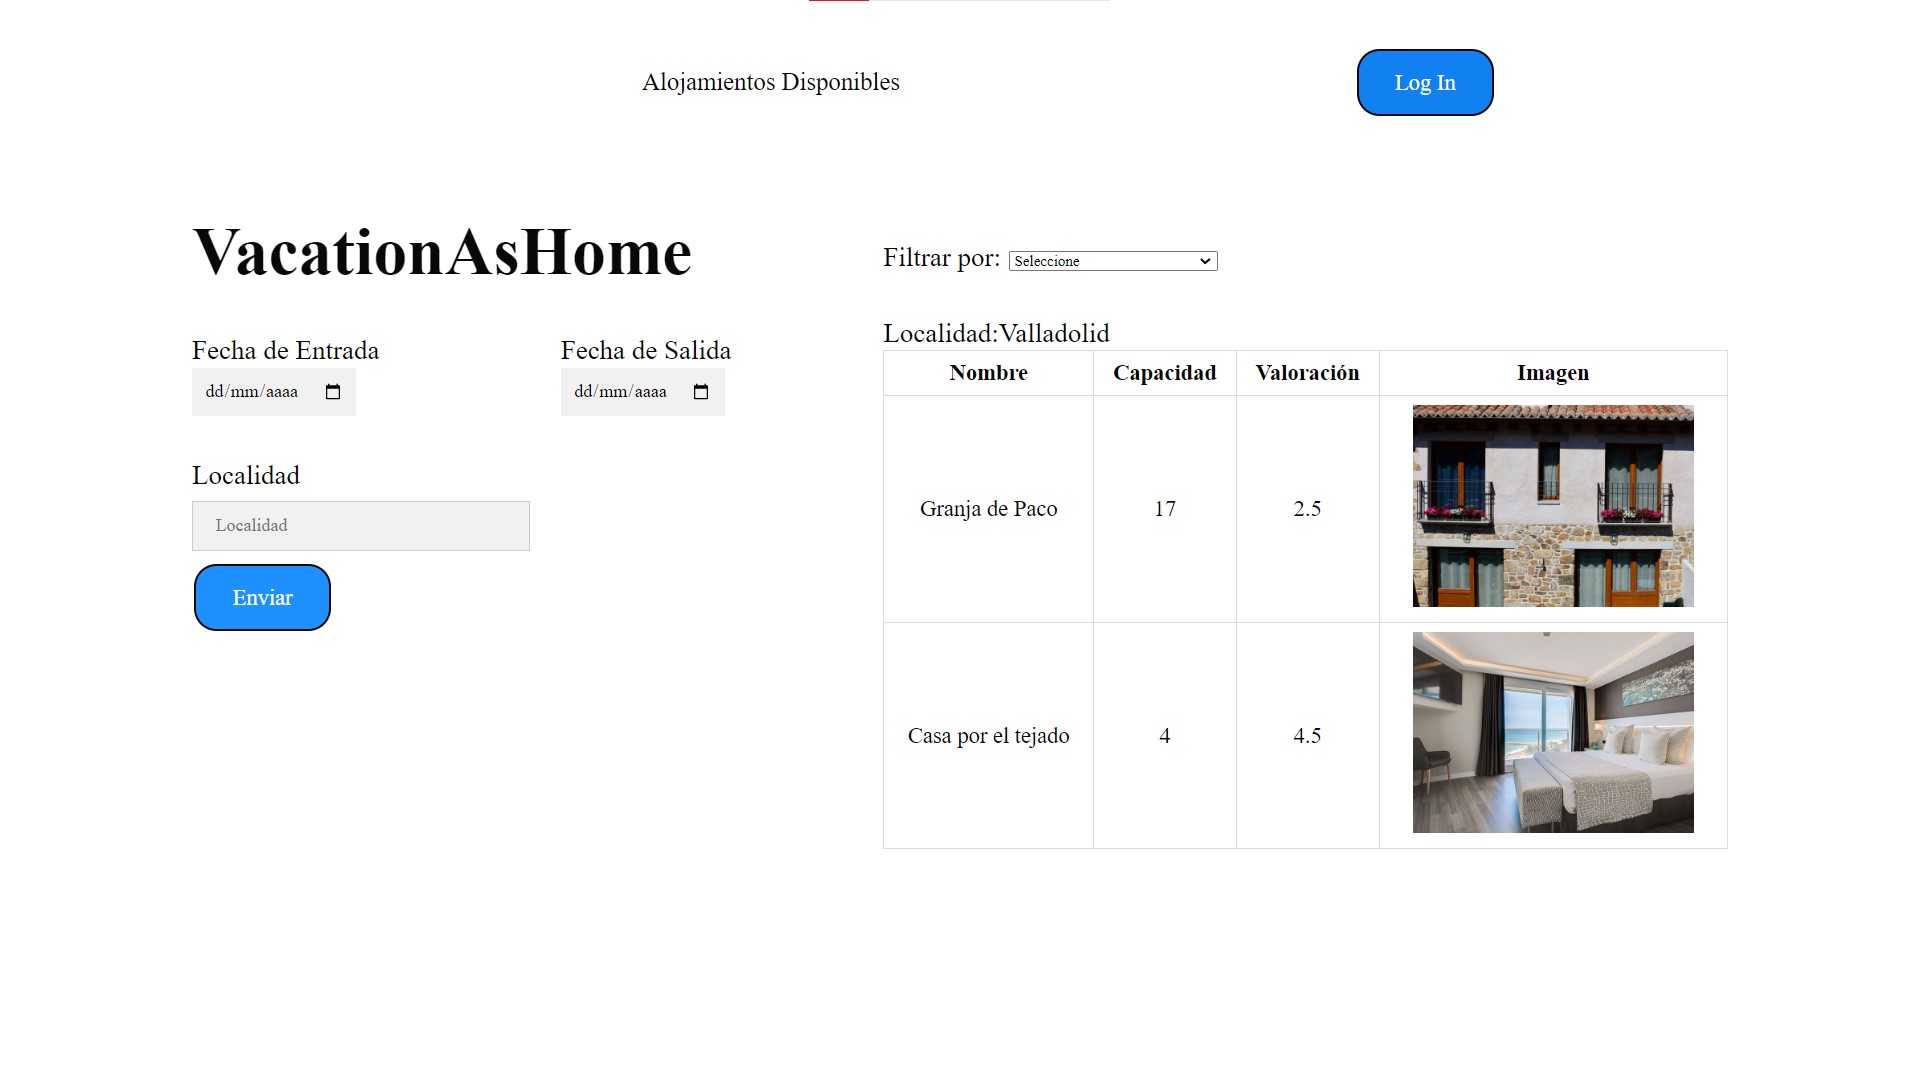 Alojamientos Disponibles
Log In
VacationAsHome
Fecha de Entrada
Fecha de Salida
dd/mm/aaaa
dd/mm/aaaa
Localidad
Localidad
Enviar
Filtrar por: Seleccione
Localidad:Valladolid
Nombre Capacidad Valoración Imagen
Granja de Paco 17 2.5
Casa por el tejado 4 4.5